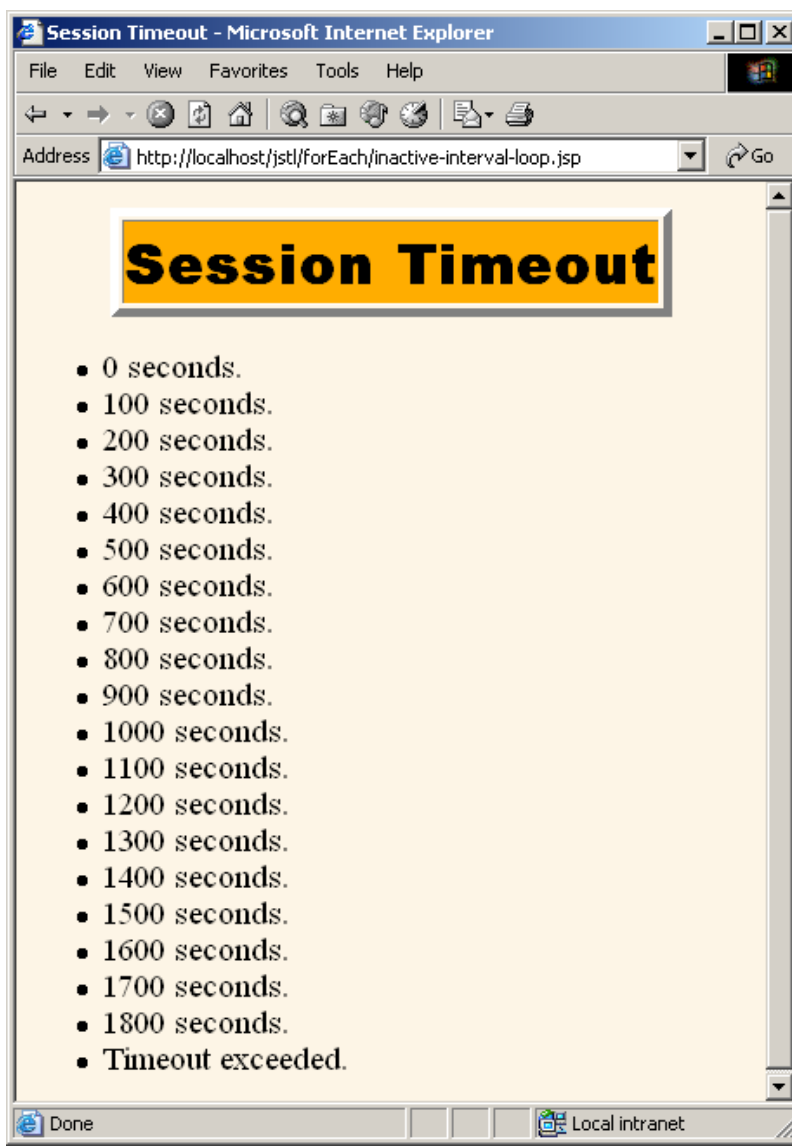 Session Timeout - Microsoft Internet Explorer
File Edit View Favorites Tools Help
Address http://localhost/jstl/forEach/inactive-interval-loop.jsp Go
Session Timeout
• 0 seconds.
• 100 seconds.
• 200 seconds.
• 300 seconds.
• 400 seconds.
• 500 seconds.
• 600 seconds.
• 700 seconds.
• 800 seconds.
• 900 seconds.
• 1000 seconds.
• 1100 seconds.
• 1200 seconds.
• 1300 seconds.
• 1400 seconds.
• 1500 seconds.
• 1600 seconds.
• 1700 seconds.
• 1800 seconds.
• Timeout exceeded.
Done Local intranet